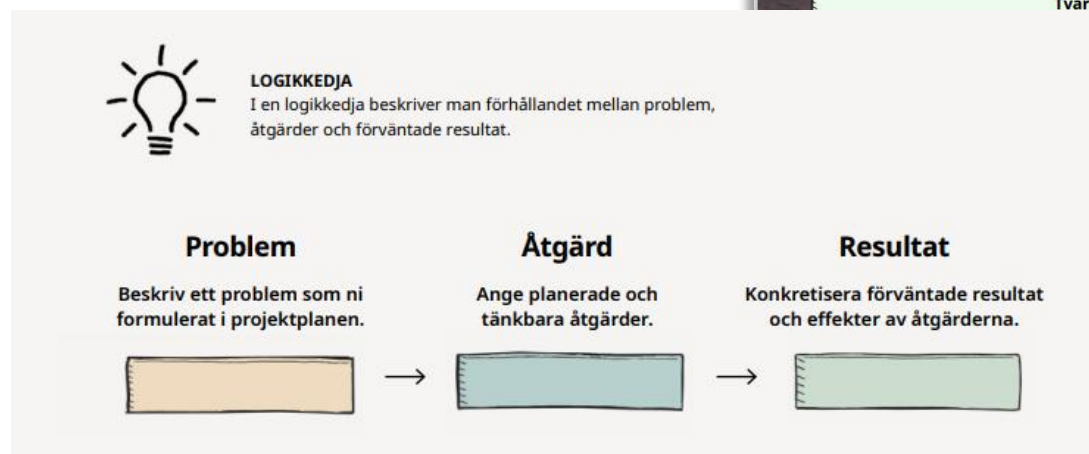 LOGIKKEDJA
I en logikkedja beskriver man förhållandet mellan problem,
åtgärder och förväntade resultat.
Problem
Beskriv ett problem som ni
formulerat i projektplanen.
Åtgärd
Ange planerade och
tänkbara åtgärder.
Resultat
Konkretisera förväntade resultat
och effekter av åtgärderna.